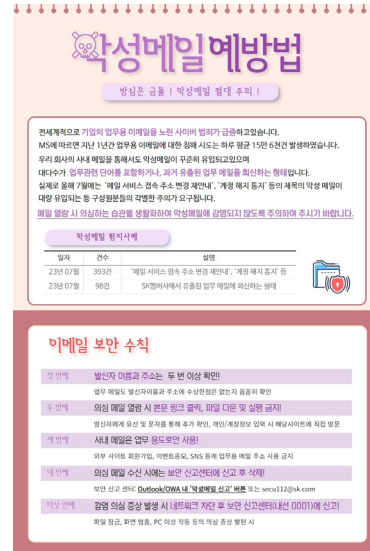 악성메일예방법
방심은 금물 ! 악성메일 절대 주의 !
전세계적으로 기업의 업무용 이메일을 노린 사이버 범죄가 급증하고있습니다.
MS에 따르면 지난 1년간 업무용 이메일에 대한 침해 시도는 하루 평균 15만 6천건 발생하였습니다.
우리 회사의 사내 메일을 통해서도 악성메일이 꾸준히 유입되고있으며
대다수가 업무관련 단어를 포함하거나, 과거 유출된 업무 메일을 회신하는 형태입니다.
실제로 올해 7월에는 '메일 서비스 접속 주소 변경 재안내', '계정 해지 통지' 등의 제목의 악성 메일이
대량 유입되는 등 구성원분들의 각별한 주의가 요구됩니다.
메일 열람 시 의심하는 습관을 생활화하여 악성메일에 감염되지 않도록 주의하여 주시기 바랍니다.
악성메일 탐지사례
일자 건수 설명
23년 07월 393건 '메일 서비스 접속 주소 변경 재안내', '계정 해지 통지' 등
23년 07월 98건 SK멤버사에서 유출된 업무 메일에 회신하는 형태
이메일 보안 수칙
첫 번째 발신자 이름과 주소는 두 번 이상 확인!
업무 메일도 발신자이름과 주소에 수상한점은 없는지 꼼꼼히 확인
두 번째 의심 메일 열람 시 본문 링크 클릭, 파일 다운 및 실행 금지!
발신자에게 유선 및 문자를 통해 추가 확인, 개인/계정정보 입력 시 해당사이트에 직접 방문
세 번째 사내 메일은 업무 용도로만 사용!
외부 사이트 회원가입, 이벤트응모, SNS 등에 업무용 메일 주소 사용 금지
네 번째 의심 메일 수신 시에는 보안 신고센터에 신고 후 삭제!
보안 신고 센터: Outlook/OWA 내 '악성메일 신고' 버튼 또는 secu112@sk.com
다섯 번째 감염 의심 증상 발생 시 네트워크 차단 후 보안 신고센터(내선 0001)에 신고!
파일 잠금, 화면 멈춤, PC 이상 작동 등의 의심 증상 발현 시